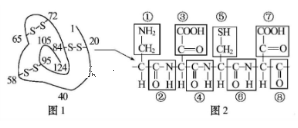 ① ③ ⑤ ⑦
72 1
NH₂ COOH SH COOH
65 S S 105 84 S-S 20
CH₂ C=O CH₂ C=O
58 S S 95 124
C C N C C N C C N C C
H O H H O H H O H H O
40
② ④ ⑥ ⑧
图1 图2